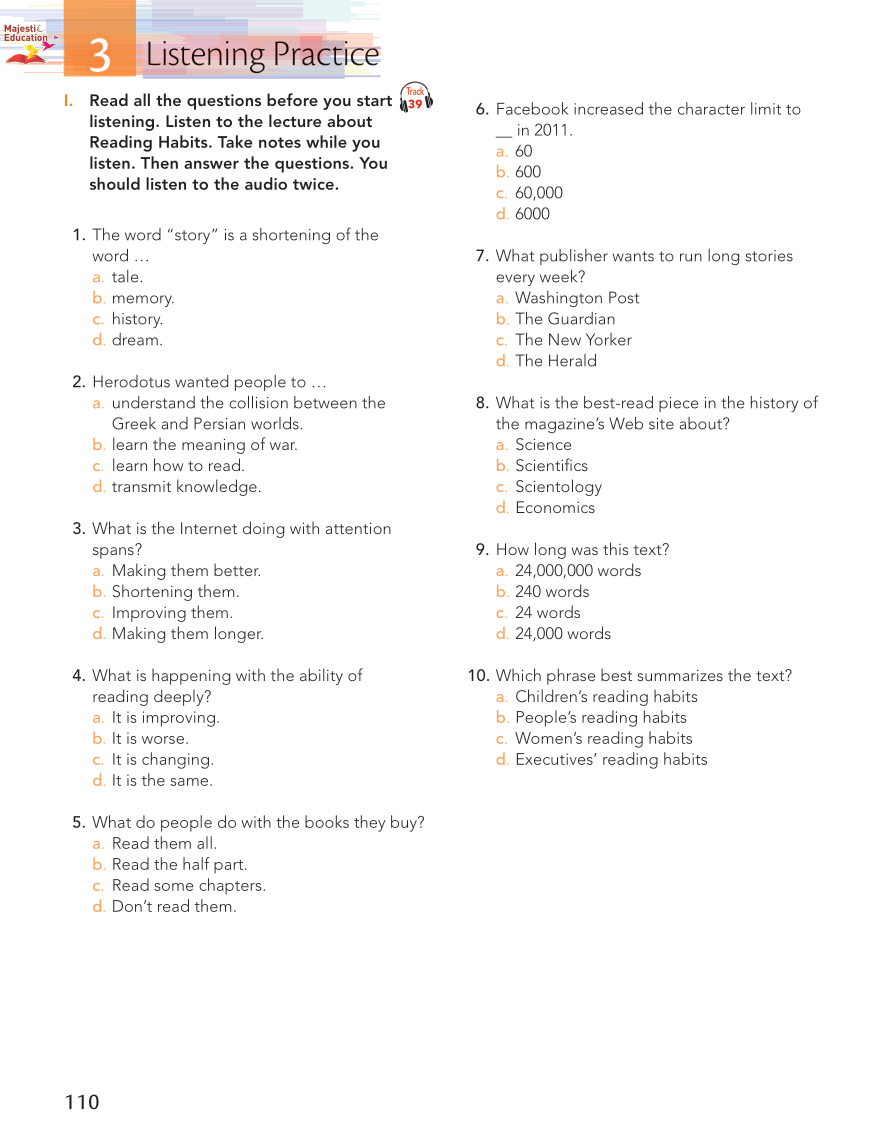 Majestic
Education
3
Listening Practice
I. Read all the questions before you start
listening. Listen to the lecture about
Reading Habits. Take notes while you
listen. Then answer the questions. You
should listen to the audio twice.
Track
39
1. The word “story” is a shortening of the
word …
a. tale.
b. memory.
c. history.
d. dream.
2. Herodotus wanted people to …
a. understand the collision between the
Greek and Persian worlds.
b. learn the meaning of war.
c. learn how to read.
d. transmit knowledge.
3. What is the Internet doing with attention
spans?
a. Making them better.
b. Shortening them.
c. Improving them.
d. Making them longer.
4. What is happening with the ability of
reading deeply?
a. It is improving.
b. It is worse.
c. It is changing.
d. It is the same.
5. What do people do with the books they buy?
a. Read them all.
b. Read the half part.
c. Read some chapters.
d. Don’t read them.
6. Facebook increased the character limit to
__ in 2011.
a. 60
b. 600
c. 60,000
d. 6000
7. What publisher wants to run long stories
every week?
a. Washington Post
b. The Guardian
c. The New Yorker
d. The Herald
8. What is the best-read piece in the history of
the magazine’s Web site about?
a. Science
b. Scientifics
c. Scientology
d. Economics
9. How long was this text?
a. 24,000,000 words
b. 240 words
c. 24 words
d. 24,000 words
10. Which phrase best summarizes the text?
a. Children’s reading habits
b. People’s reading habits
c. Women’s reading habits
d. Executives’ reading habits
110